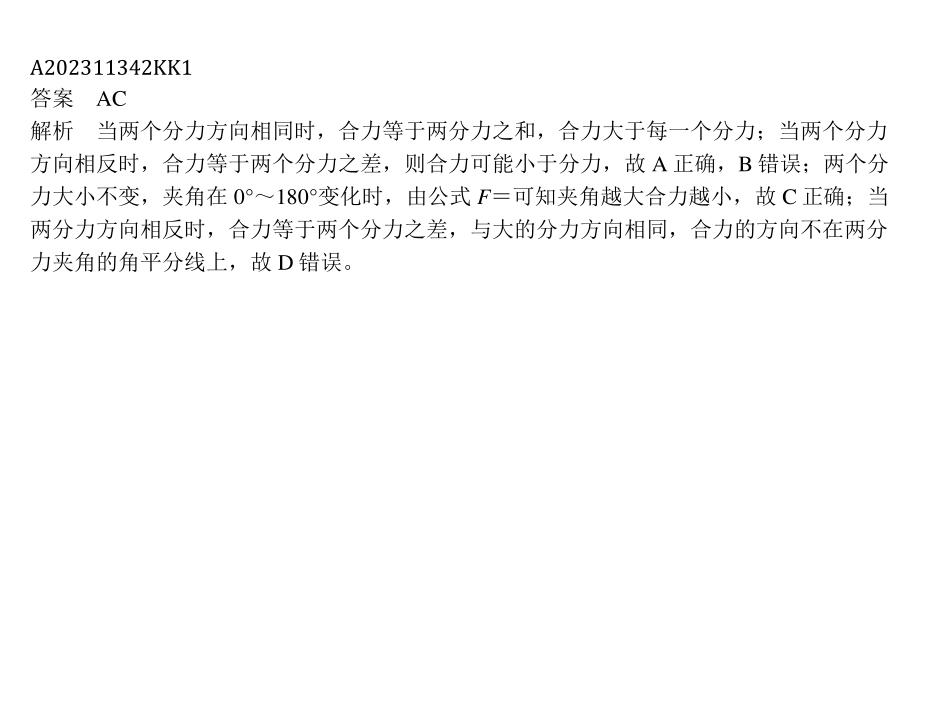 A202311342KK1
答案　AC
解析　当两个分力方向相同时，合力等于两分力之和，合力大于每一个分力；当两个分力
方向相反时，合力等于两个分力之差，则合力可能小于分力，故 A 正确，B 错误；两个分
力大小不变，夹角在 0°～180°变化时，由公式 F＝可知夹角越大合力越小，故 C 正确；当
两分力方向相反时，合力等于两个分力之差，与大的分力方向相同，合力的方向不在两分
力夹角的角平分线上，故 D 错误。